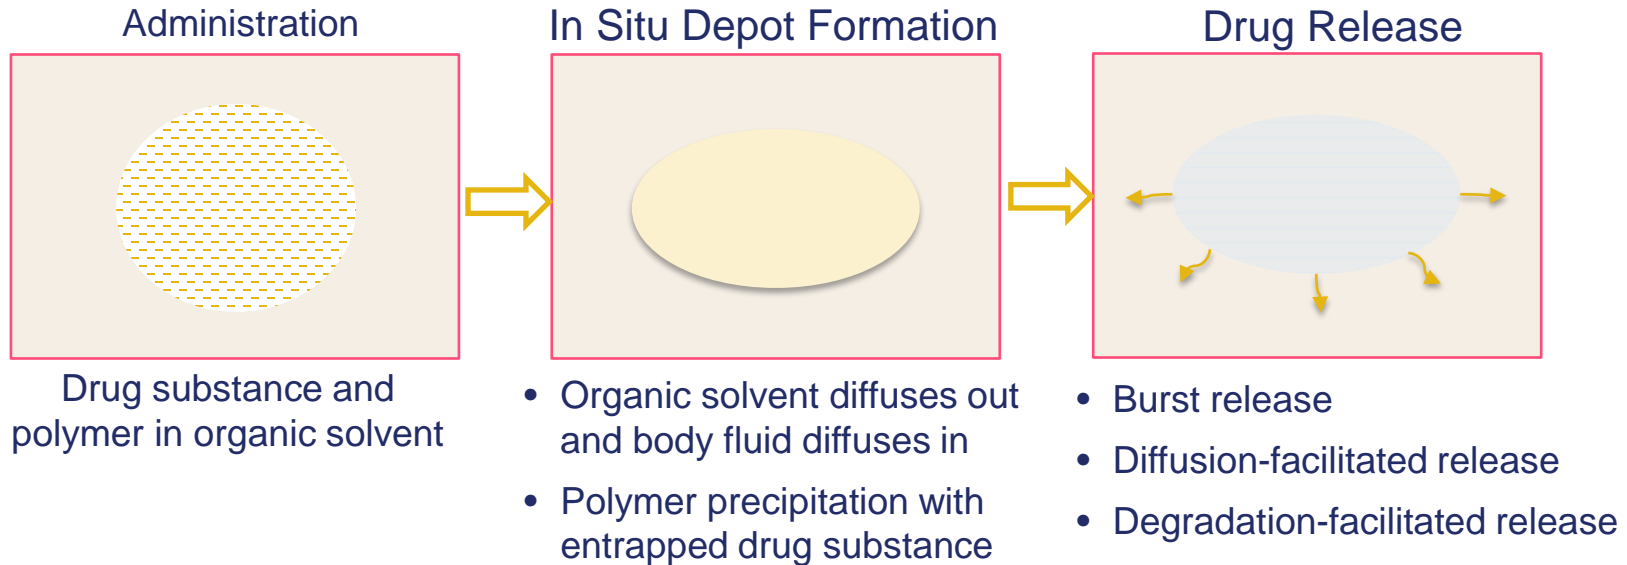 Administration
Drug substance and
polymer in organic solvent
In Situ Depot Formation
• Organic solvent diffuses out
and body fluid diffuses in
• Polymer precipitation with
entrapped drug substance
Drug Release
• Burst release
• Diffusion-facilitated release
• Degradation-facilitated release